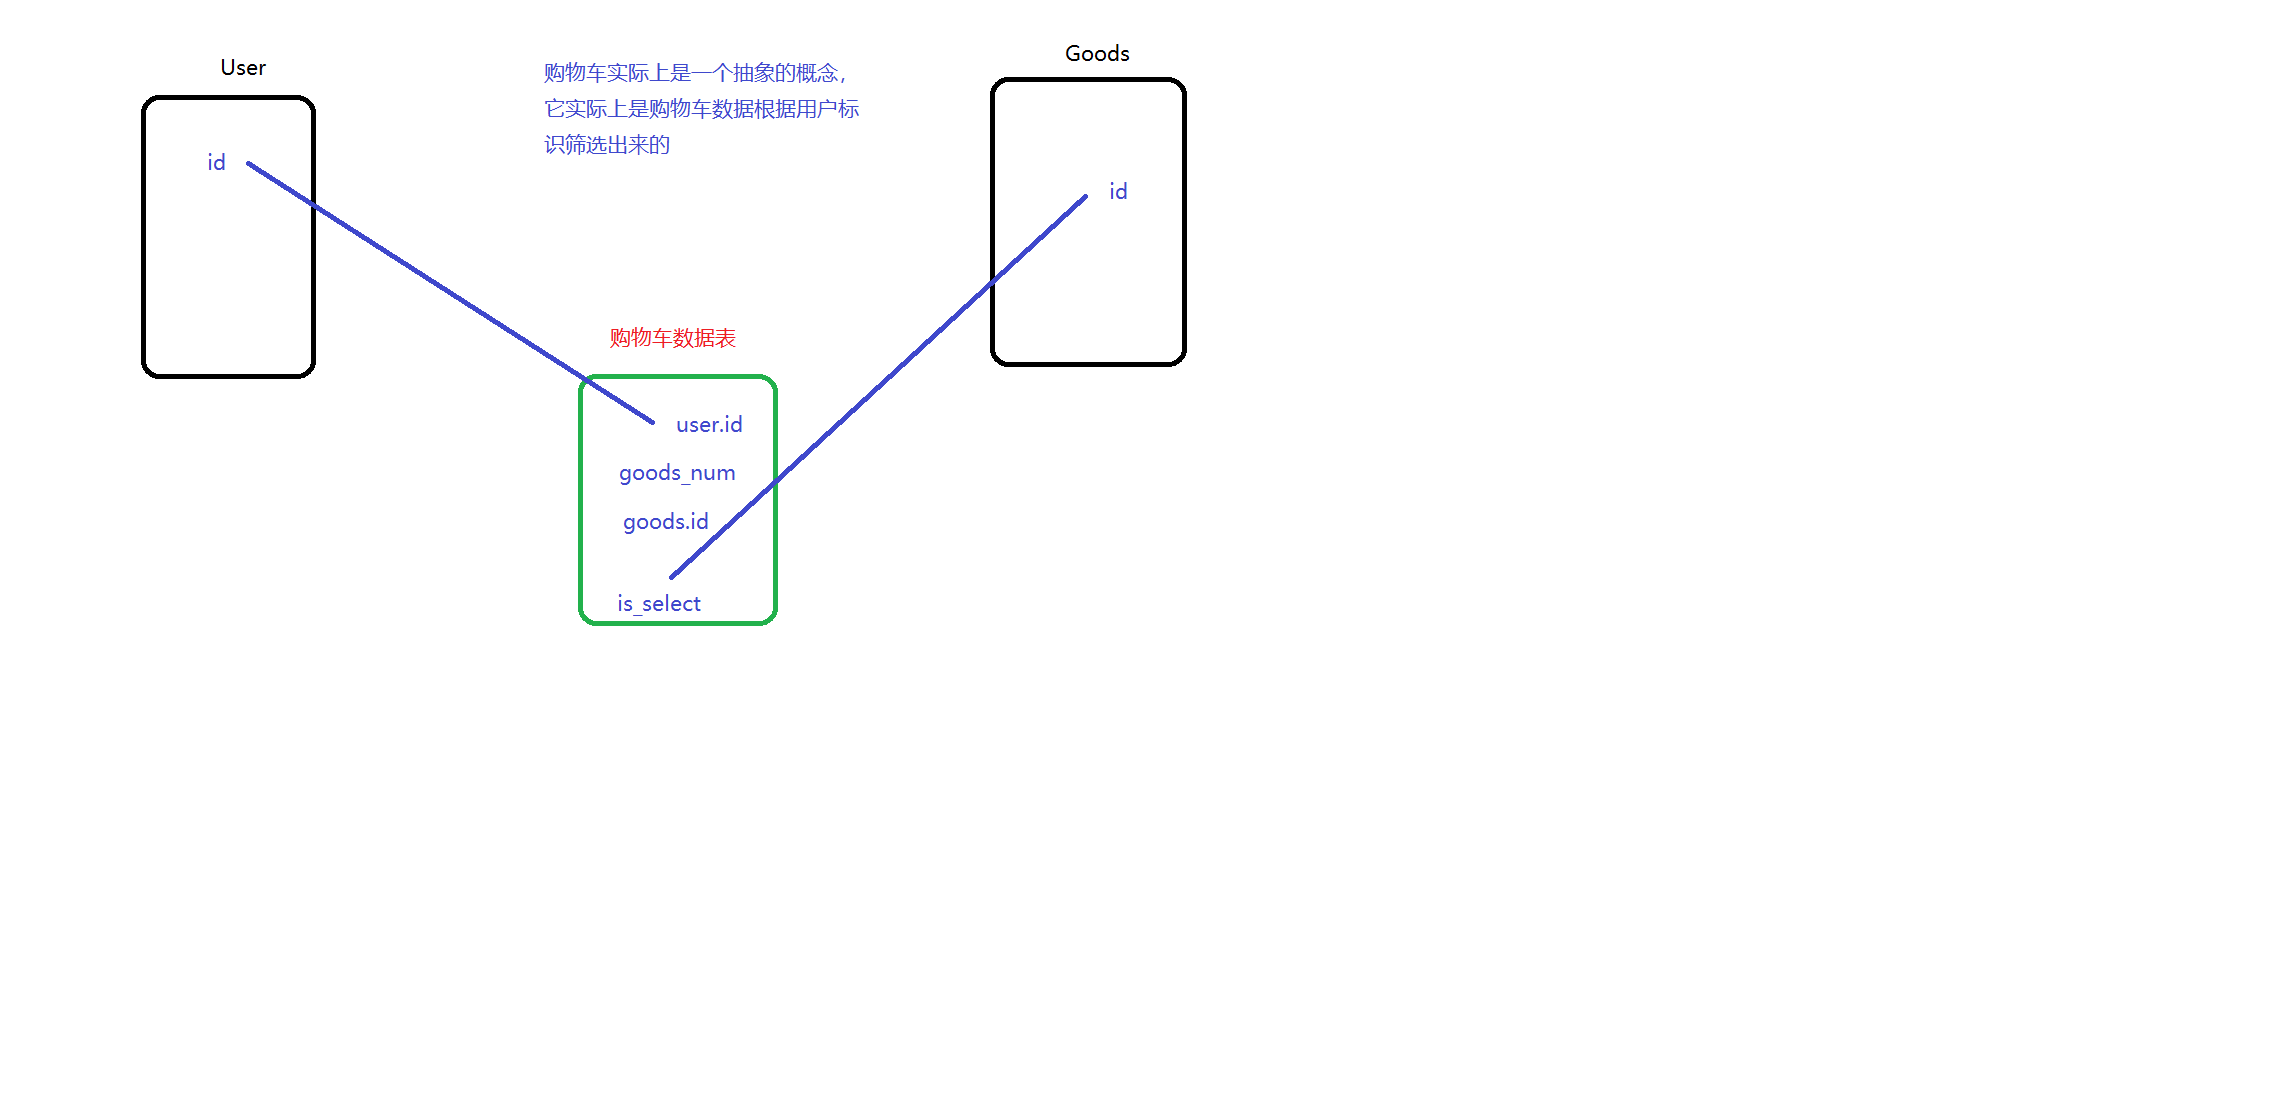 User
购物车实际上是一个抽象的概念，
它实际上是购物车数据根据用户标
识筛选出来的
Goods
id
id
购物车数据表
user.id
goods_num
goods.id
is_select